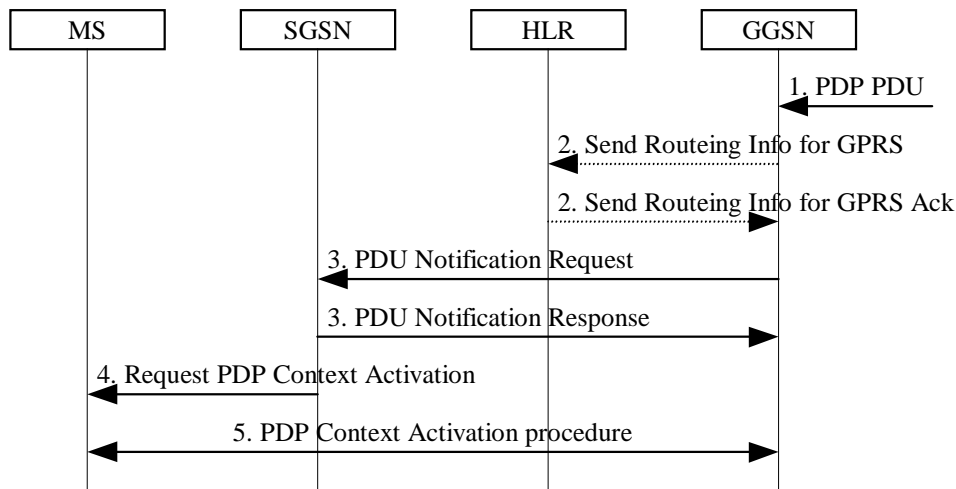 MS
SGSN
HLR
GGSN
1. PDP PDU
2. Send Routeing Info for GPRS
2. Send Routeing Info for GPRS Ack
3. PDU Notification Request
3. PDU Notification Response
4. Request PDP Context Activation
5. PDP Context Activation procedure